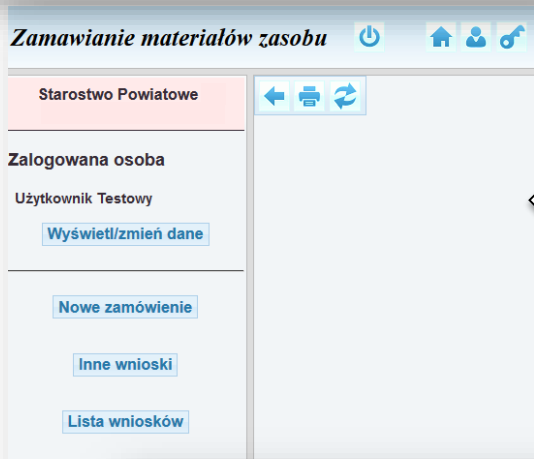 Zamawianie materiałów zasobu
Starostwo Powiatowe
Zalogowana osoba
Użytkownik Testowy
Wyświetl/zmień dane
Nowe zamówienie
Inne wnioski
Lista wniosków